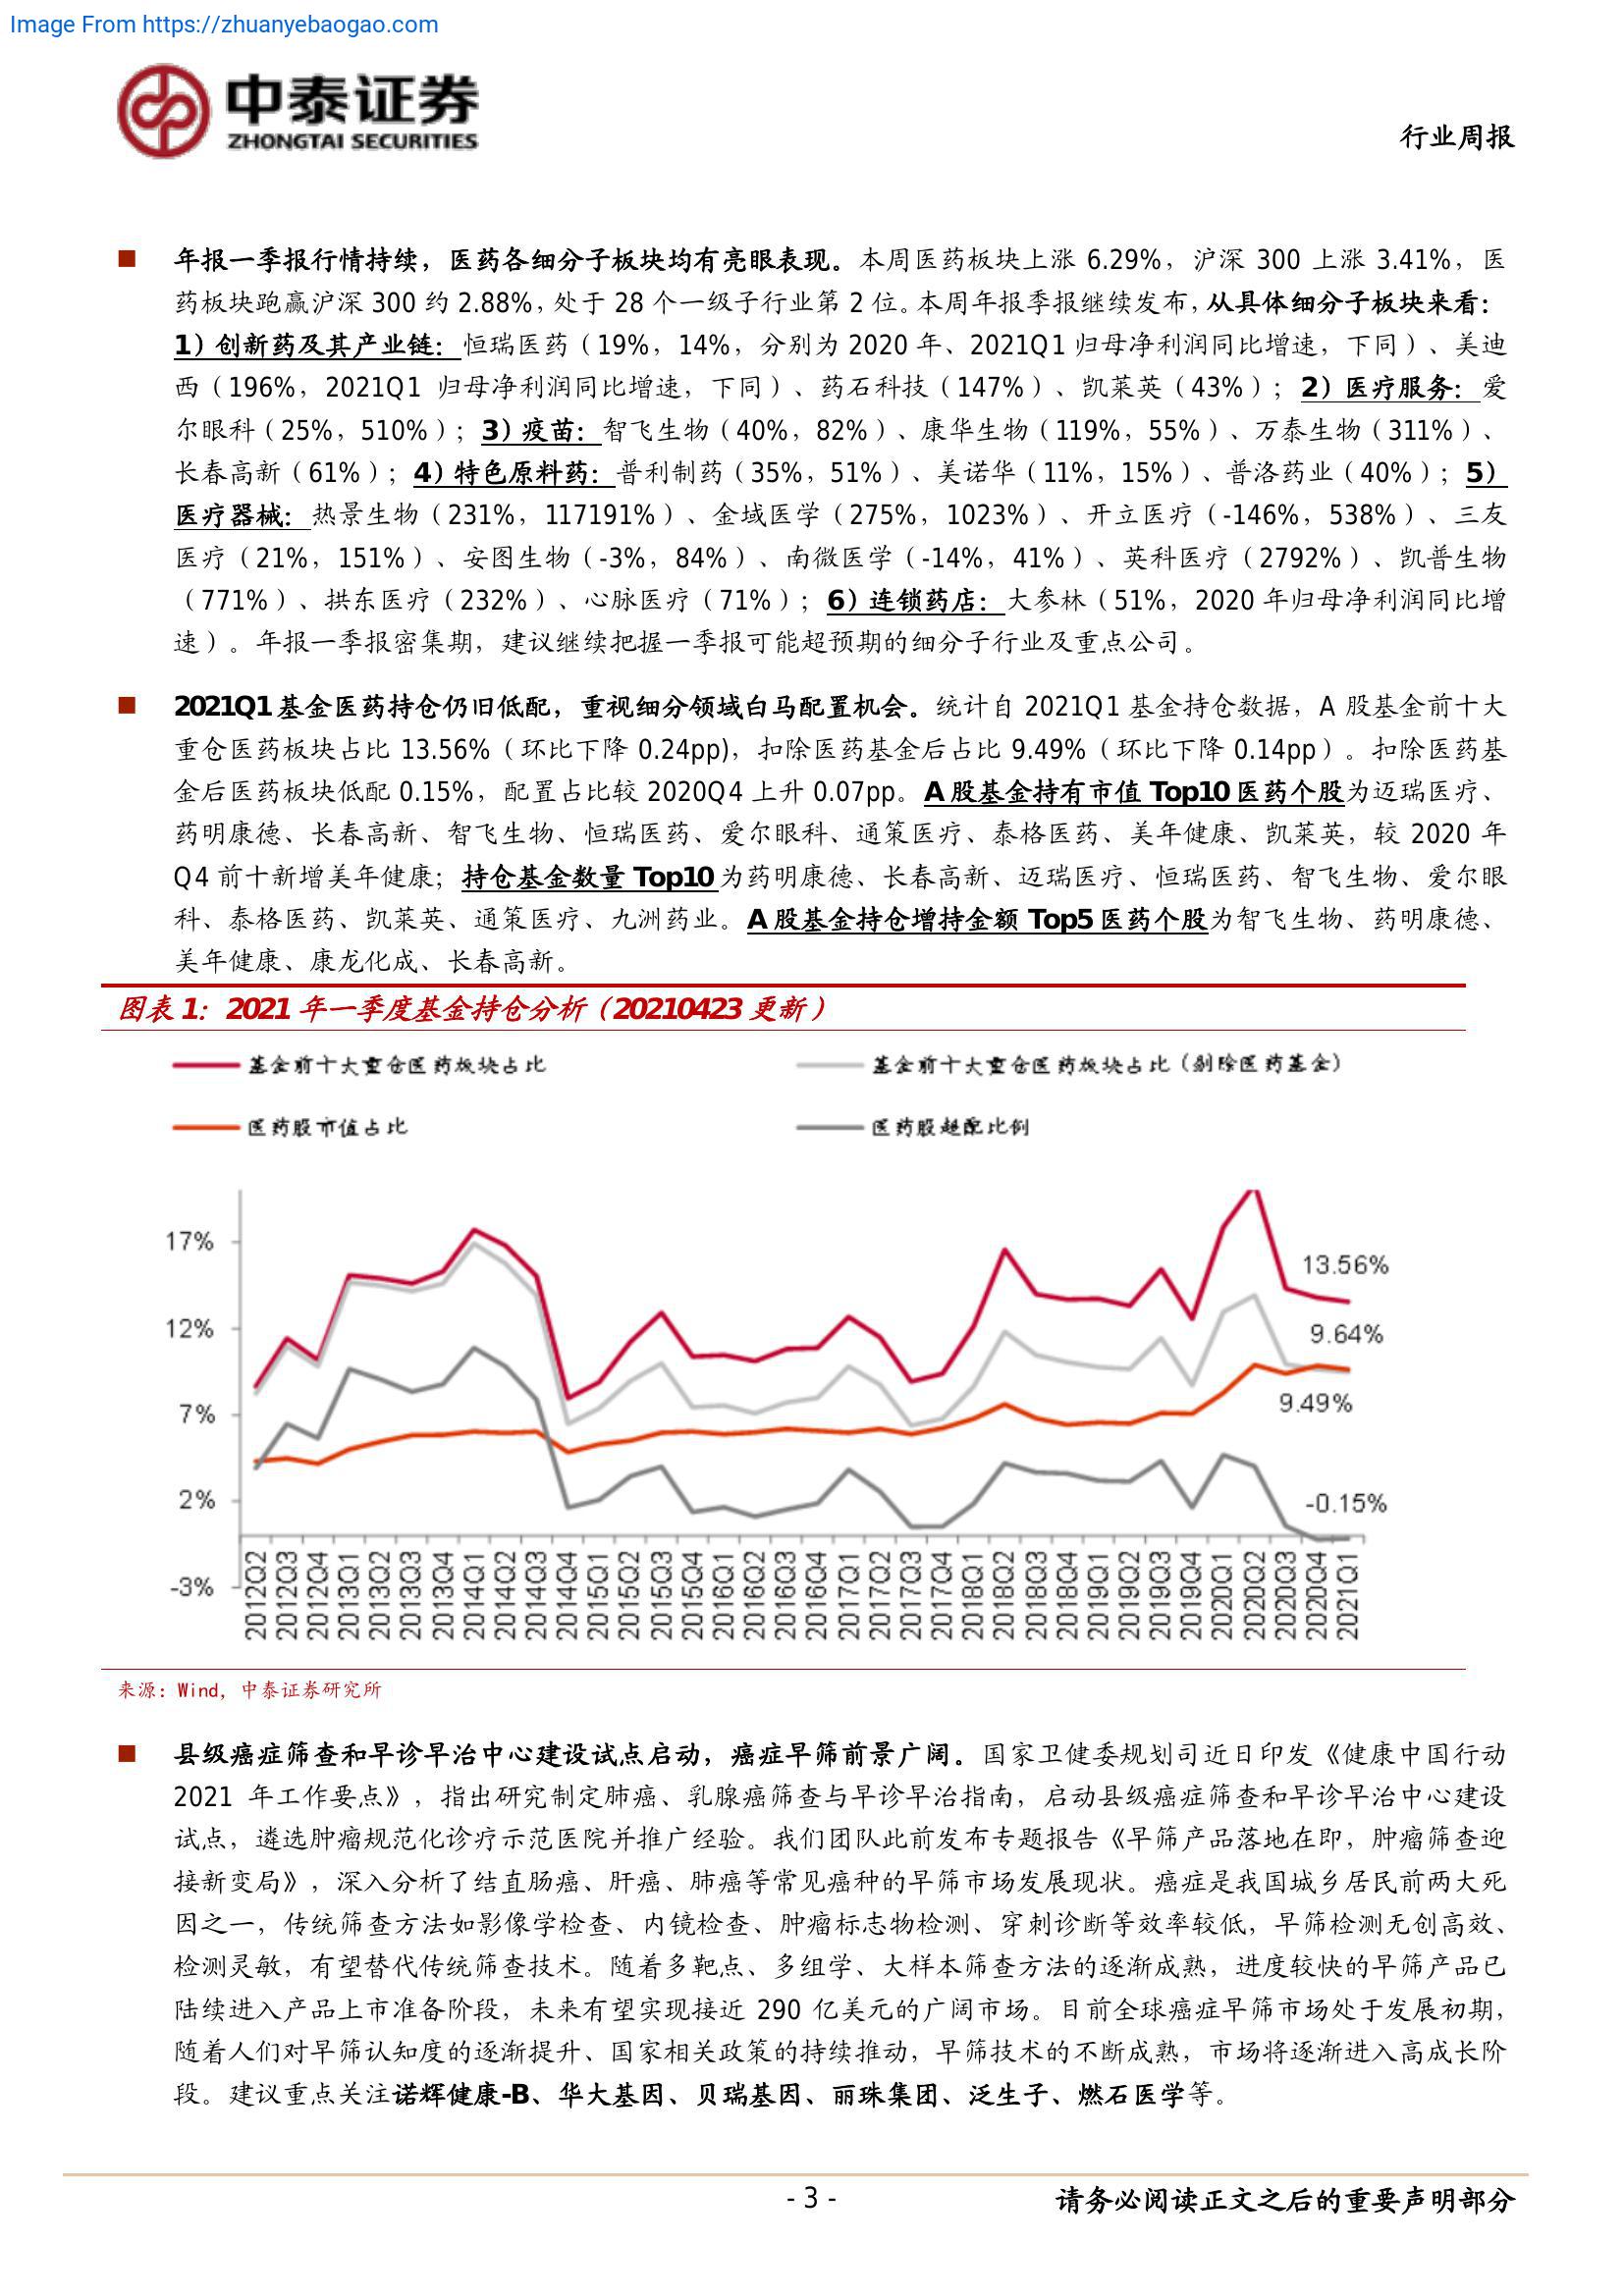 Image From https://zhuanyebaogao.com
中泰证券
ZHONGTAI SECURITIES
行业周报
年报一季报行情持续，医药各细分子板块均有亮眼表现。本周医药板块上涨 6.29%，沪深 300 上涨 3.41%，医
药板块跑赢沪深 300 约 2.88%，处于 28 个一级子行业第 2 位。本周年报季报继续发布，从具体细分子板块来看：
1）创新药及其产业链：恒瑞医药（19%，14%，分别为 2020 年、2021Q1 归母净利润同比增速，下同）、美迪
西（196%，2021Q1 归母净利润同比增速，下同）、药石科技（147%）、凯莱英（43%）；2）医疗服务：爱
尔眼科（25%，510%）；3）疫苗：智飞生物（40%，82%）、康华生物（119%，55%）、万泰生物（311%）、
长春高新（61%）；4）特色原料药：普利制药（35%，51%）、美诺华（11%，15%）、普洛药业（40%）；5）
医疗器械：热景生物（231%，117191%）、金域医学（275%，1023%）、开立医疗（-146%，538%）、三友
医疗（21%，151%）、安图生物（-3%，84%）、南微医学（-14%，41%）、英科医疗（2792%）、凯普生物
（771%）、拱东医疗（232%）、心脉医疗（71%）；6）连锁药店：大参林（51%，2020 年归母净利润同比增
速）。年报一季报密集期，建议继续把握一季报可能超预期的细分子行业及重点公司。
2021Q1 基金医药持仓仍旧低配，重视细分领域白马配置机会。统计自 2021Q1 基金持仓数据，A 股基金前十大
重仓医药板块占比 13.56%（环比下降 0.24pp)，扣除医药基金后占比 9.49%（环比下降 0.14pp）。扣除医药基
金后医药板块低配 0.15%，配置占比较 2020Q4 上升 0.07pp。A 股基金持有市值 Top10 医药个股为迈瑞医疗、
药明康德、长春高新、智飞生物、恒瑞医药、爱尔眼科、通策医疗、泰格医药、美年健康、凯莱英，较 2020 年
Q4 前十新增美年健康；持仓基金数量 Top10 为药明康德、长春高新、迈瑞医疗、恒瑞医药、智飞生物、爱尔眼
科、泰格医药、凯莱英、通策医疗、九洲药业。A 股基金持仓增持金额 Top5 医药个股为智飞生物、药明康德、
美年健康、康龙化成、长春高新。
图表 1：2021 年一季度基金持仓分析（20210423 更新）
基金前十大重仓医药板块占比
基金前十大重仓医药板块占比（剔除医药基金）
医药股市值占比
医药股超配比例
17%
12%
7%
2%
-3%
13.56%
9.64%
9.49%
-0.15%
2012Q2
2012Q3
2012Q4
2013Q1
2013Q2
2013Q3
2013Q4
2014Q1
2014Q2
2014Q3
2014Q4
2015Q1
2015Q2
2015Q3
2015Q4
2016Q1
2016Q2
2016Q3
2016Q4
2017Q1
2017Q2
2017Q3
2017Q4
2018Q1
2018Q2
2018Q3
2018Q4
2019Q1
2019Q2
2019Q3
2019Q4
2020Q1
2020Q2
2020Q3
2020Q4
2021Q1
来源：Wind，中泰证券研究所
县级癌症筛查和早诊早治中心建设试点启动，癌症早筛前景广阔。国家卫健委规划司近日印发《健康中国行动
2021 年工作要点》，指出研究制定肺癌、乳腺癌筛查与早诊早治指南，启动县级癌症筛查和早诊早治中心建设
试点，遴选肿瘤规范化诊疗示范医院并推广经验。我们团队此前发布专题报告《早筛产品落地在即，肿瘤筛查迎
接新变局》，深入分析了结直肠癌、肝癌、肺癌等常见癌种的早筛市场发展现状。癌症是我国城乡居民前两大死
因之一，传统筛查方法如影像学检查、内镜检查、肿瘤标志物检测、穿刺诊断等效率较低，早筛检测无创高效、
检测灵敏，有望替代传统筛查技术。随着多靶点、多组学、大样本筛查方法的逐渐成熟，进度较快的早筛产品已
陆续进入产品上市准备阶段，未来有望实现接近 290 亿美元的广阔市场。目前全球癌症早筛市场处于发展初期，
随着人们对早筛认知度的逐渐提升、国家相关政策的持续推动，早筛技术的不断成熟，市场将逐渐进入高成长阶
段。建议重点关注诺辉健康-B、华大基因、贝瑞基因、丽珠集团、泛生子、燃石医学等。
- 3 -
请务必阅读正文之后的重要声明部分